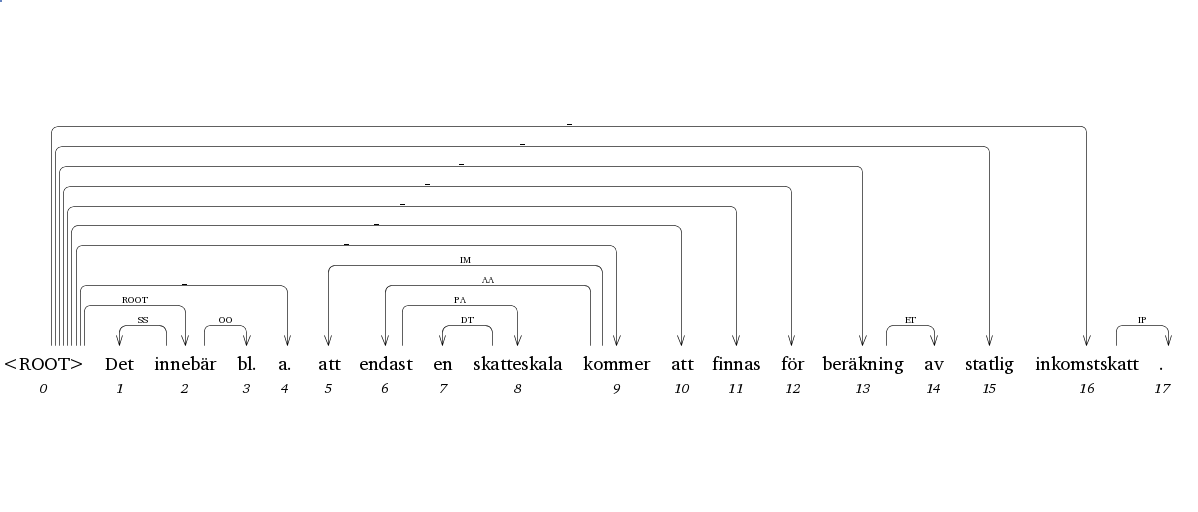 _
_
_
_
_
_
_
IM
_ AA
ROOT PA
SS OO DT ET IP
<ROOT> Det innebär bl. a. att endast en skatteskala kommer att finnas för beräkning av statlig inkomstskatt .
0 1 2 3 4 5 6 7 8 9 10 11 12 13 14 15 16 17